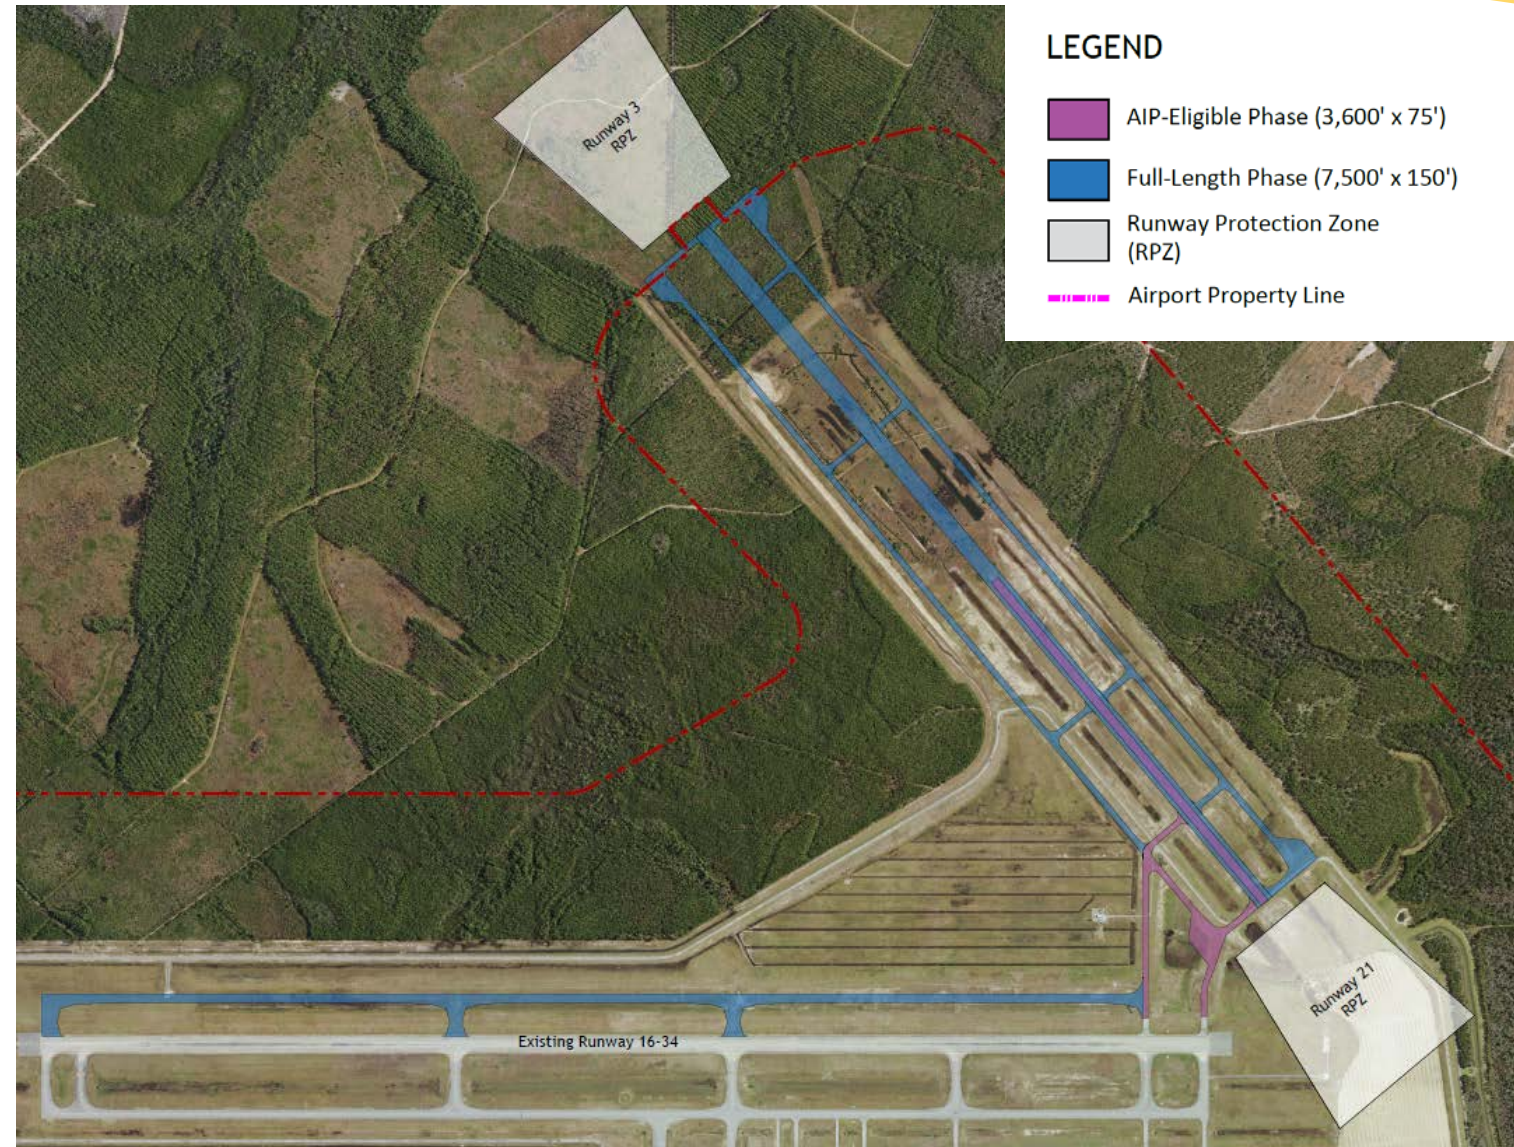 LEGEND
AIP-Eligible Phase (3,600' x 75')
Full-Length Phase (7,500' x 150')
Runway Protection Zone
(RPZ)
Airport Property Line
Runway 3
RPZ
Runway 21
RPZ
Existing Runway 16-34